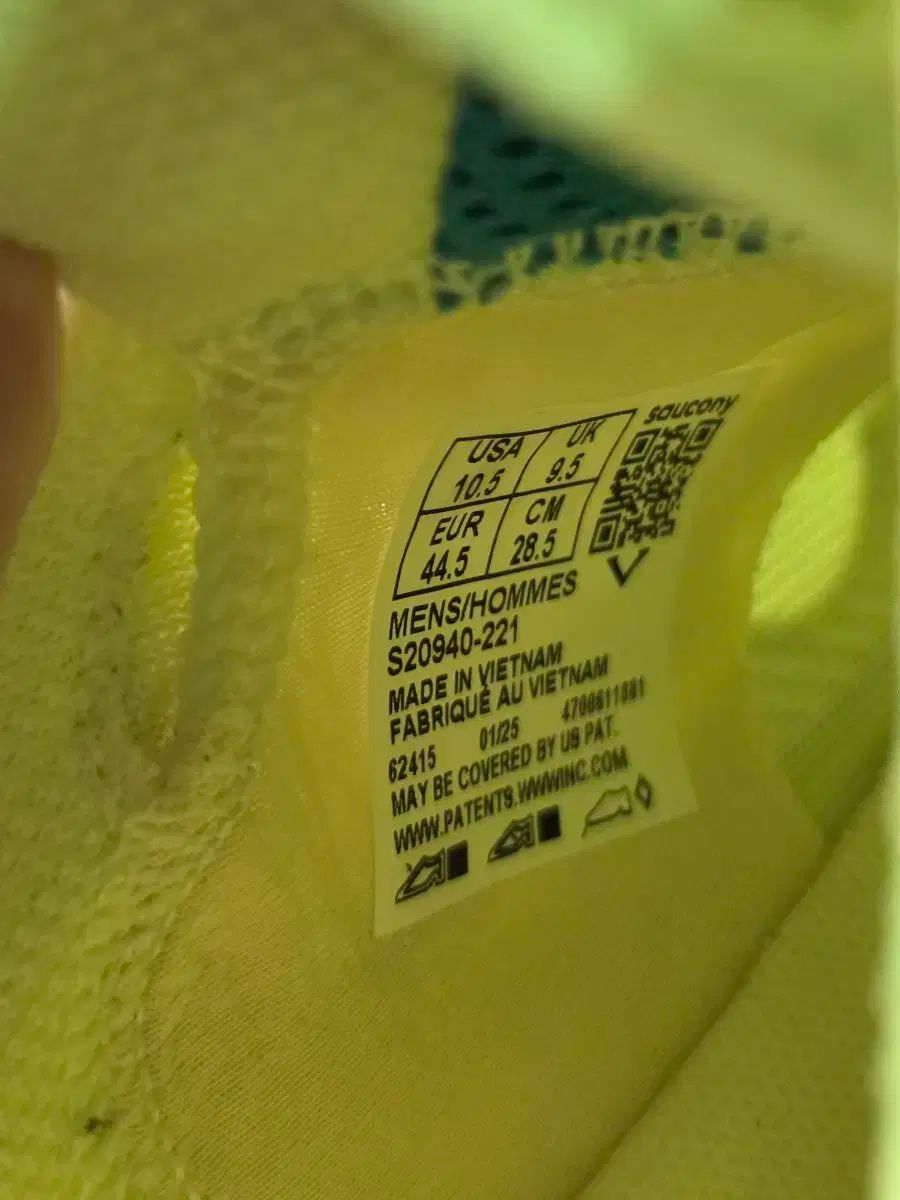 saucony
USA UK
10.5 9.5
EUR CM
44.5 28.5
MENS/HOMMES
S20940-221
MADE IN VIETNAM
FABRIQUÉ AU VIETNAM
62415 01/25
MAY BE COVERED BY US PAT.
WWW.PATENTS.WWWINC.COM